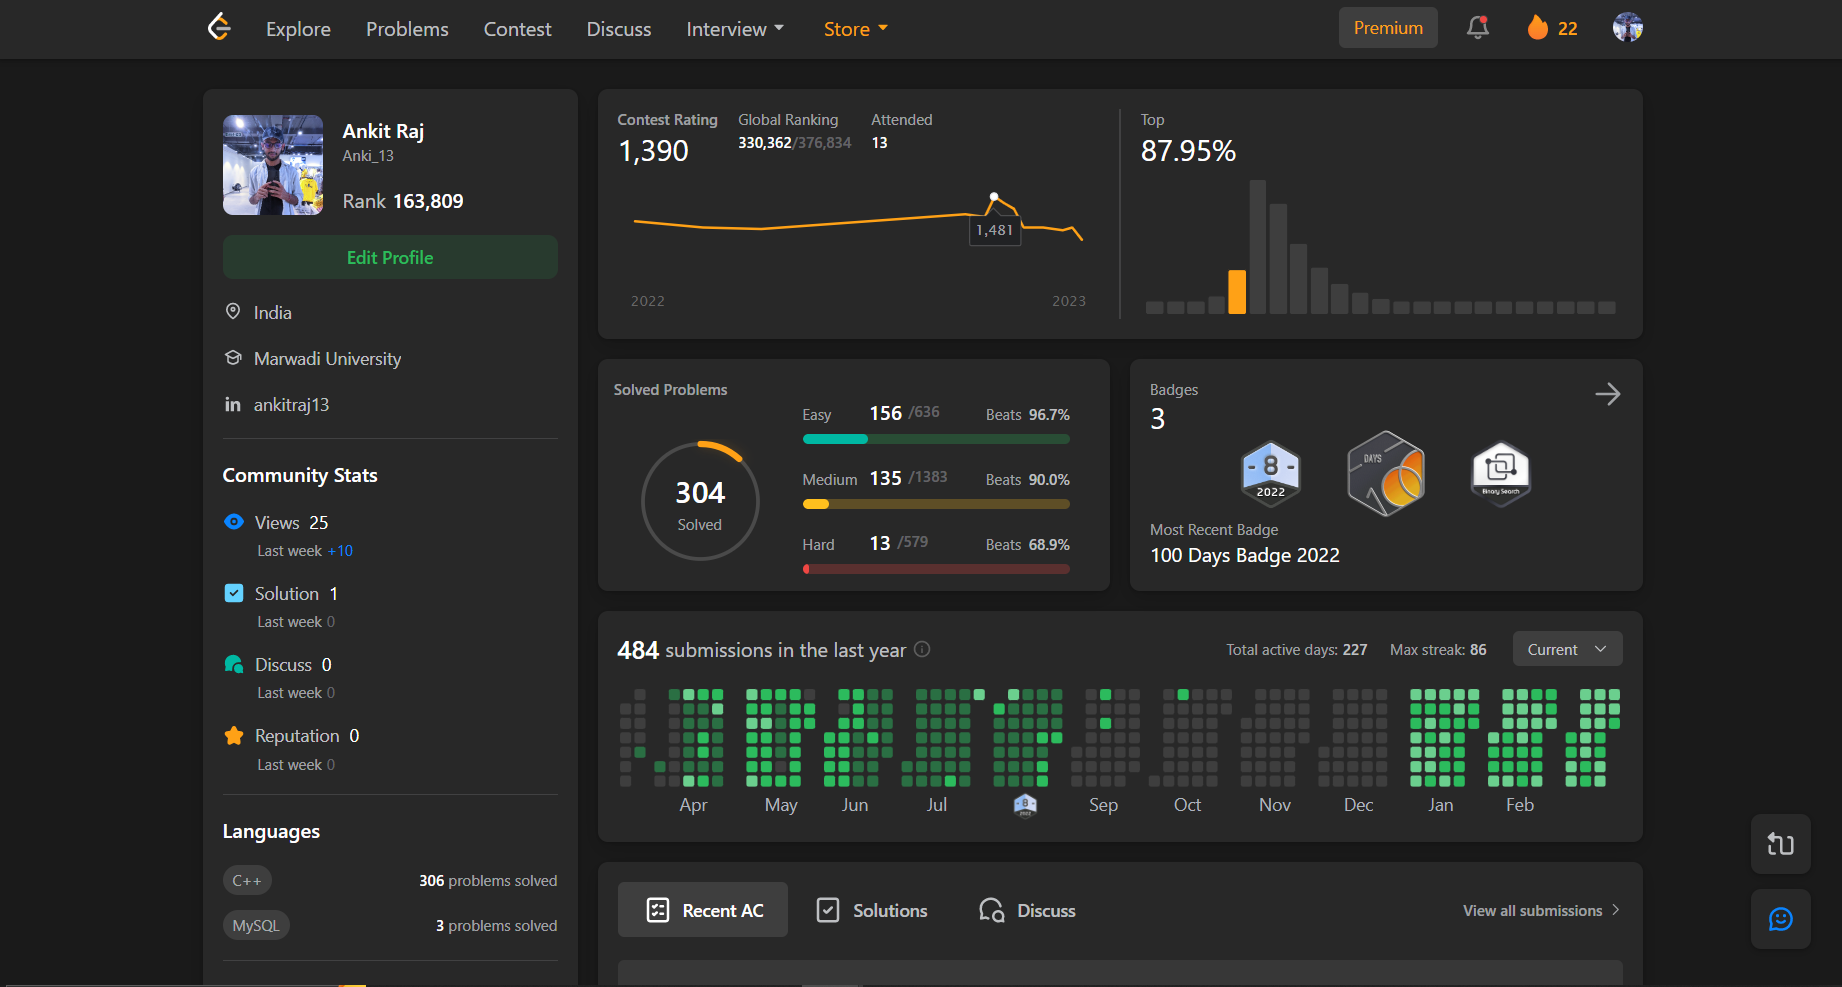 Explore Problems Contest Discuss Interview Store Premium 22
Ankit Raj
Anki_13
Rank 163,809
Edit Profile
India
Marwadi University
in ankitraj13
Community Stats
Views 25
Last week +10
Solution 1
Last week 0
Discuss 0
Last week 0
Reputation 0
Last week 0
Languages
C++ 306 problems solved
MySQL 3 problems solved
Contest Rating Global Ranking Attended
1,390 330,362/376,834 13
1,481
2022 2023
Top
87.95%
Solved Problems
304
Solved
Easy 156 /636 Beats 96.7%
Medium 135 /1383 Beats 90.0%
Hard 13 /579 Beats 68.9%
Badges
3
- 8 -
2022
DAYS
Binary Search
Most Recent Badge
100 Days Badge 2022
484 submissions in the last year Total active days: 227 Max streak: 86 Current
Apr May Jun Jul Sep Oct Nov Dec Jan Feb
Recent AC Solutions Discuss View all submissions